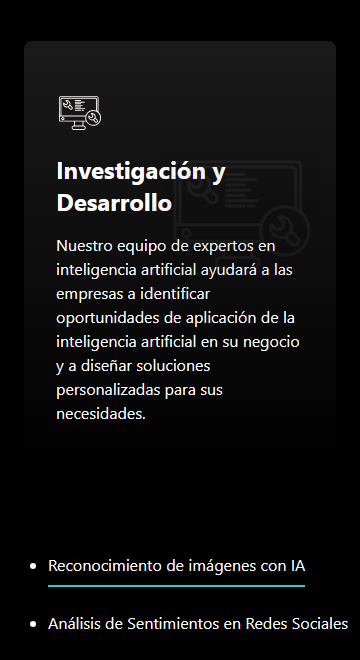 Investigación y
Desarrollo
Nuestro equipo de expertos en
inteligencia artificial ayudará a las
empresas a identificar
oportunidades de aplicación de la
inteligencia artificial en su negocio
y a diseñar soluciones
personalizadas para sus
necesidades.
Reconocimiento de imágenes con IA
Análisis de Sentimientos en Redes Sociales